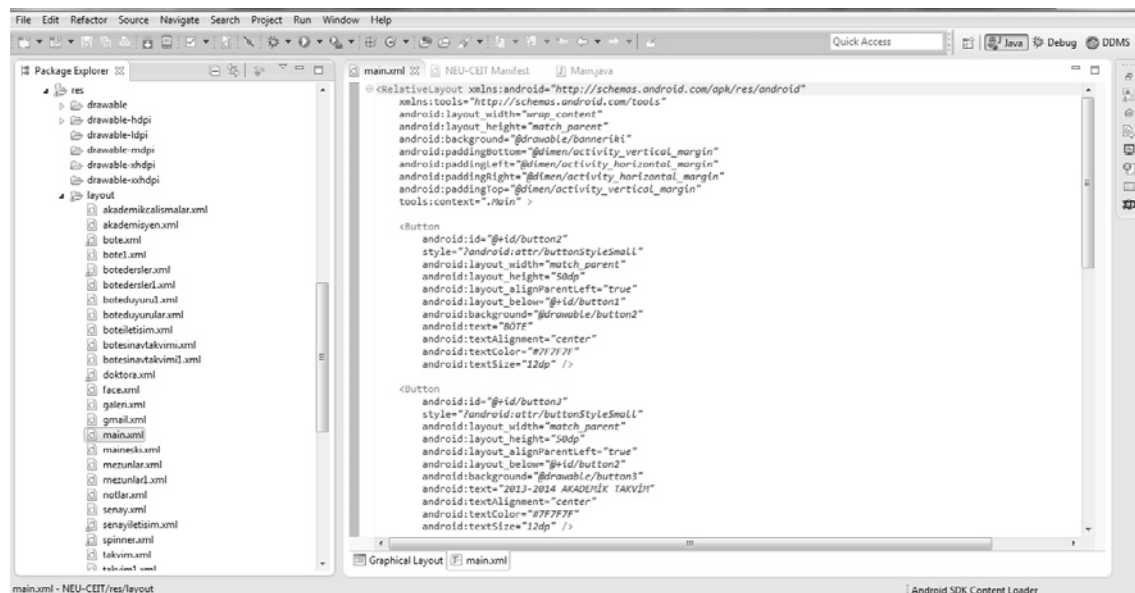 File Edit Refactor Source Navigate Search Project Run Window Help
Quick Access
Java
Debug
DDMS
Package Explorer
res
drawable
drawable-hdpi
drawable-ldpi
drawable-mdpi
drawable-xhdpi
drawable-xxhdpi
layout
akademikcalismalar.xml
akademisyen.xml
bote.xml
bote1.xml
botedersler.xml
botedersler1.xml
boteduyuru1.xml
boteduyurular.xml
boteiletisim.xml
botesinavtakvimi.xml
botesinavtakvimi1.xml
doktora.xml
face.xml
galeri.xml
gmail.xml
main.xml
maineski.xml
mezunlar.xml
mezunlar1.xml
notlar.xml
senay.xml
senayiletisim.xml
spinner.xml
takvim.xml
takvim1.xml
main.xml NEU-CEIT Manifest Main.java
<RelativeLayout xmlns:android="http://schemas.android.com/apk/res/android"
xmlns:tools="http://schemas.android.com/tools"
android:layout_width="wrap_content"
android:layout_height="match_parent"
android:background="@drawable/banneriki"
android:paddingBottom="@dimen/activity_vertical_margin"
android:paddingLeft="@dimen/activity_horizontal_margin"
android:paddingRight="@dimen/activity_horizontal_margin"
android:paddingTop="@dimen/activity_vertical_margin"
tools:context=".Main" >
<Button
android:id="@+id/button2"
style="?android:attr/buttonStyleSmall"
android:layout_width="match_parent"
android:layout_height="50dp"
android:layout_alignParentLeft="true"
android:layout_below="@+id/button1"
android:background="@drawable/button2"
android:text="BÖTE"
android:textAlignment="center"
android:textColor="#7F7F7F"
android:textSize="12dp" />
<Button
android:id="@+id/button3"
style="?android:attr/buttonStyleSmall"
android:layout_width="match_parent"
android:layout_height="50dp"
android:layout_alignParentLeft="true"
android:layout_below="@+id/button2"
android:background="@drawable/button3"
android:text="2013-2014 AKADEMİK TAKVİM"
android:textAlignment="center"
android:textColor="#7F7F7F"
android:textSize="12dp" />
Graphical Layout main.xml
main.xml - NEU-CEIT/res/layout
Android SDK Content Loader